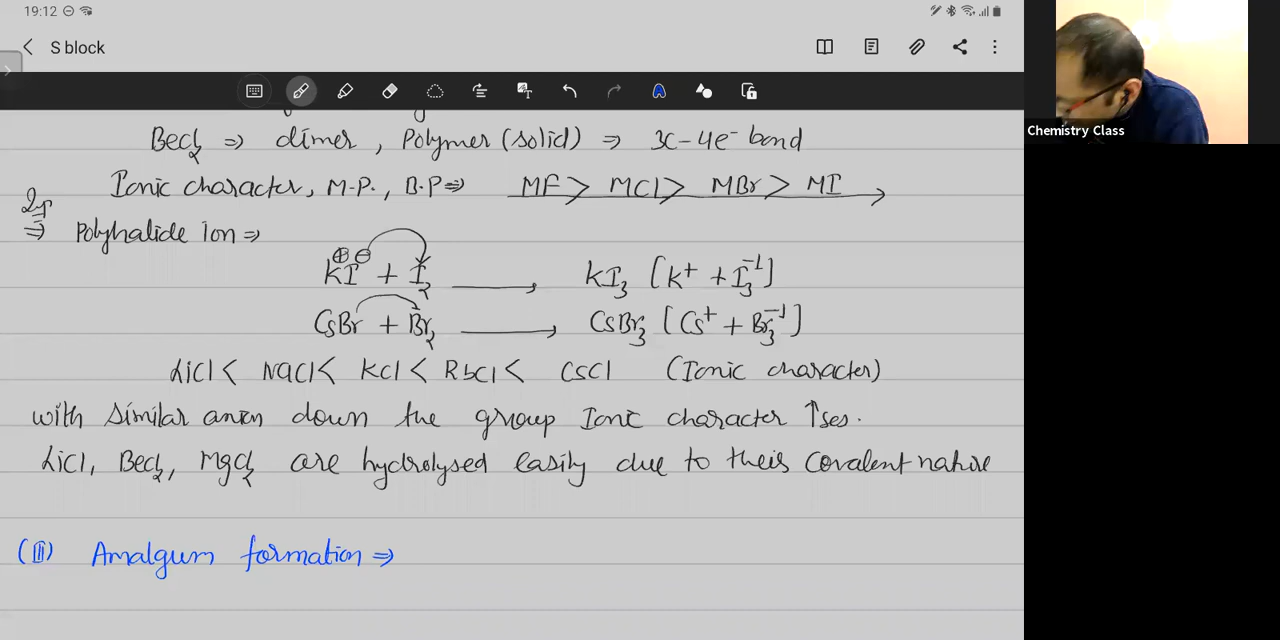 19:12
S block
BeCl2 => dimer, Polymer (solid) => 3c-4e- bond
Ionic character, M.P., B.P => MF > MCl > MBr > MI
Imp
=> Polyhalide ion =>
⊕ ⊖
KI + I2 → KI3 [K+ + I3-1]
CsBr + Br2 → CsBr3 [Cs+ + Br3-1]
LiCl < NaCl < KCl < RbCl < CsCl (Ionic character)
with similar anion down the group Ionic character ↑ses.
LiCl, BeCl2, MgCl2 are hydrolysed easily due to their Covalent nature
(III) Amalgum formation =>
Chemistry Class